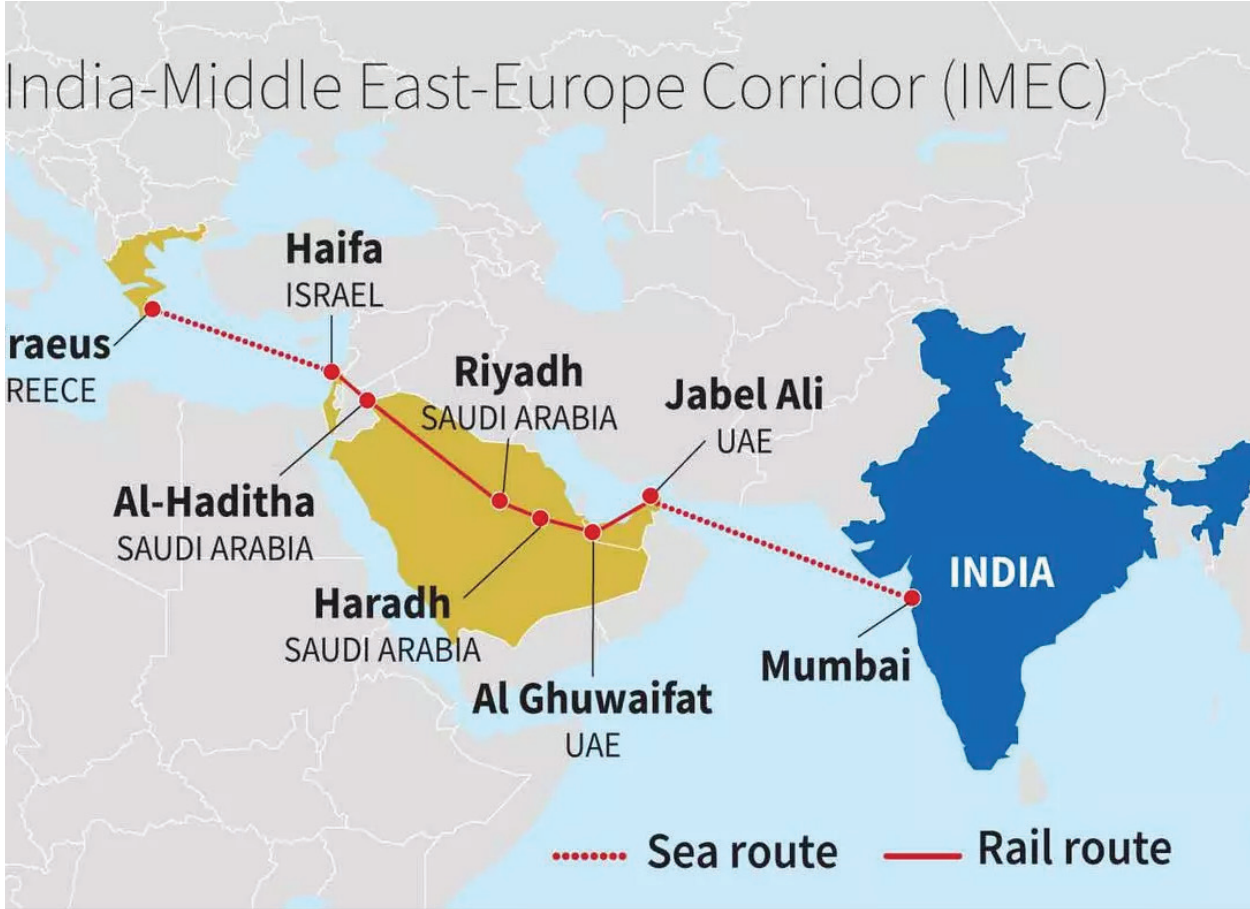 India-Middle East-Europe Corridor (IMEC)
Haifa
ISRAEL
raeus
REECE
Riyadh
SAUDI ARABIA
Jabel Ali
UAE
Al-Haditha
SAUDI ARABIA
INDIA
Haradh
SAUDI ARABIA
Mumbai
Al Ghuwaifat
UAE
Sea route
Rail route